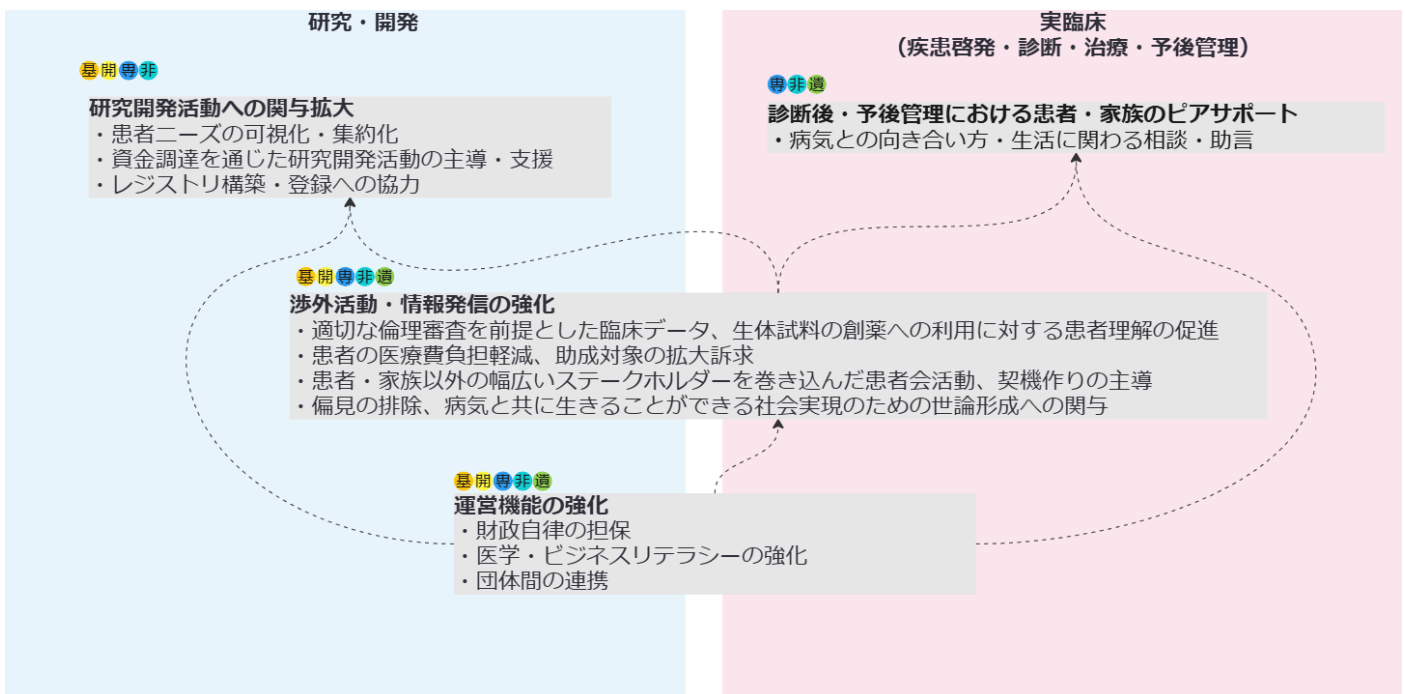 研究・開発
実臨床
（疾患啓発・診断・治療・予後管理）
基開専非
研究開発活動への関与拡大
・患者ニーズの可視化・集約化
・資金調達を通じた研究開発活動の主導・支援
・レジストリ構築・登録への協力
専非遺
診断後・予後管理における患者・家族のピアサポート
・病気との向き合い方・生活に関わる相談・助言
基開専非遺
渉外活動・情報発信の強化
・適切な倫理審査を前提とした臨床データ、生体試料の創薬への利用に対する患者理解の促進
・患者の医療費負担軽減、助成対象の拡大訴求
・患者・家族以外の幅広いステークホルダーを巻き込んだ患者会活動、契機作りの主導
・偏見の排除、病気と共に生きることができる社会実現のための世論形成への関与
基開専非遺
運営機能の強化
・財政自律の担保
・医学・ビジネスリテラシーの強化
・団体間の連携